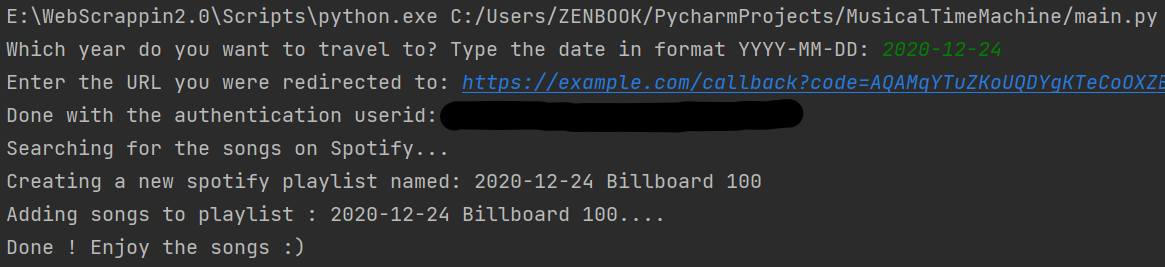 E:\WebScrappin2.0\Scripts\python.exe C:/Users/ZENBOOK/PycharmProjects/MusicalTimeMachine/main.py
Which year do you want to travel to? Type the date in format YYYY-MM-DD: 2020-12-24
Enter the URL you were redirected to: https://example.com/callback?code=AQAMqYTuZKoUQDYgKTeCoOXZE
Done with the authentication userid:
Searching for the songs on Spotify...
Creating a new spotify playlist named: 2020-12-24 Billboard 100
Adding songs to playlist : 2020-12-24 Billboard 100....
Done ! Enjoy the songs :)